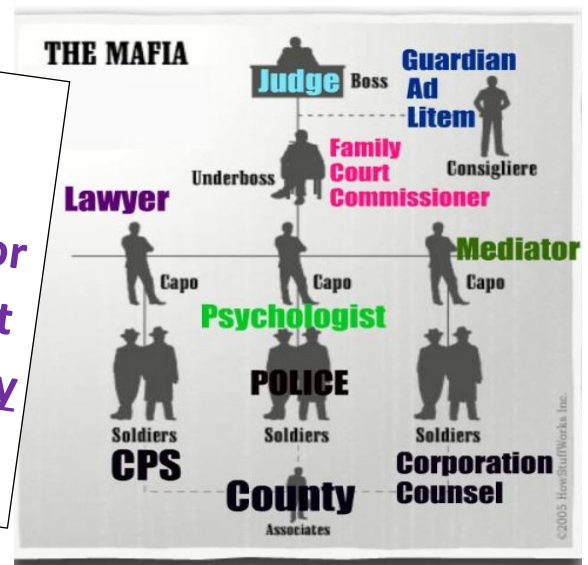 THE MAFIA
Judge Boss
Guardian
Ad
Litem
Consigliere
Family
Court
Commissioner
Underboss
Lawyer
Mediator
Capo
Capo
Capo
Psychologist
POLICE
Soldiers
Soldiers
Soldiers
CPS
Corporation
Counsel
County
Associates
©2005 HowStuffWorks Inc.